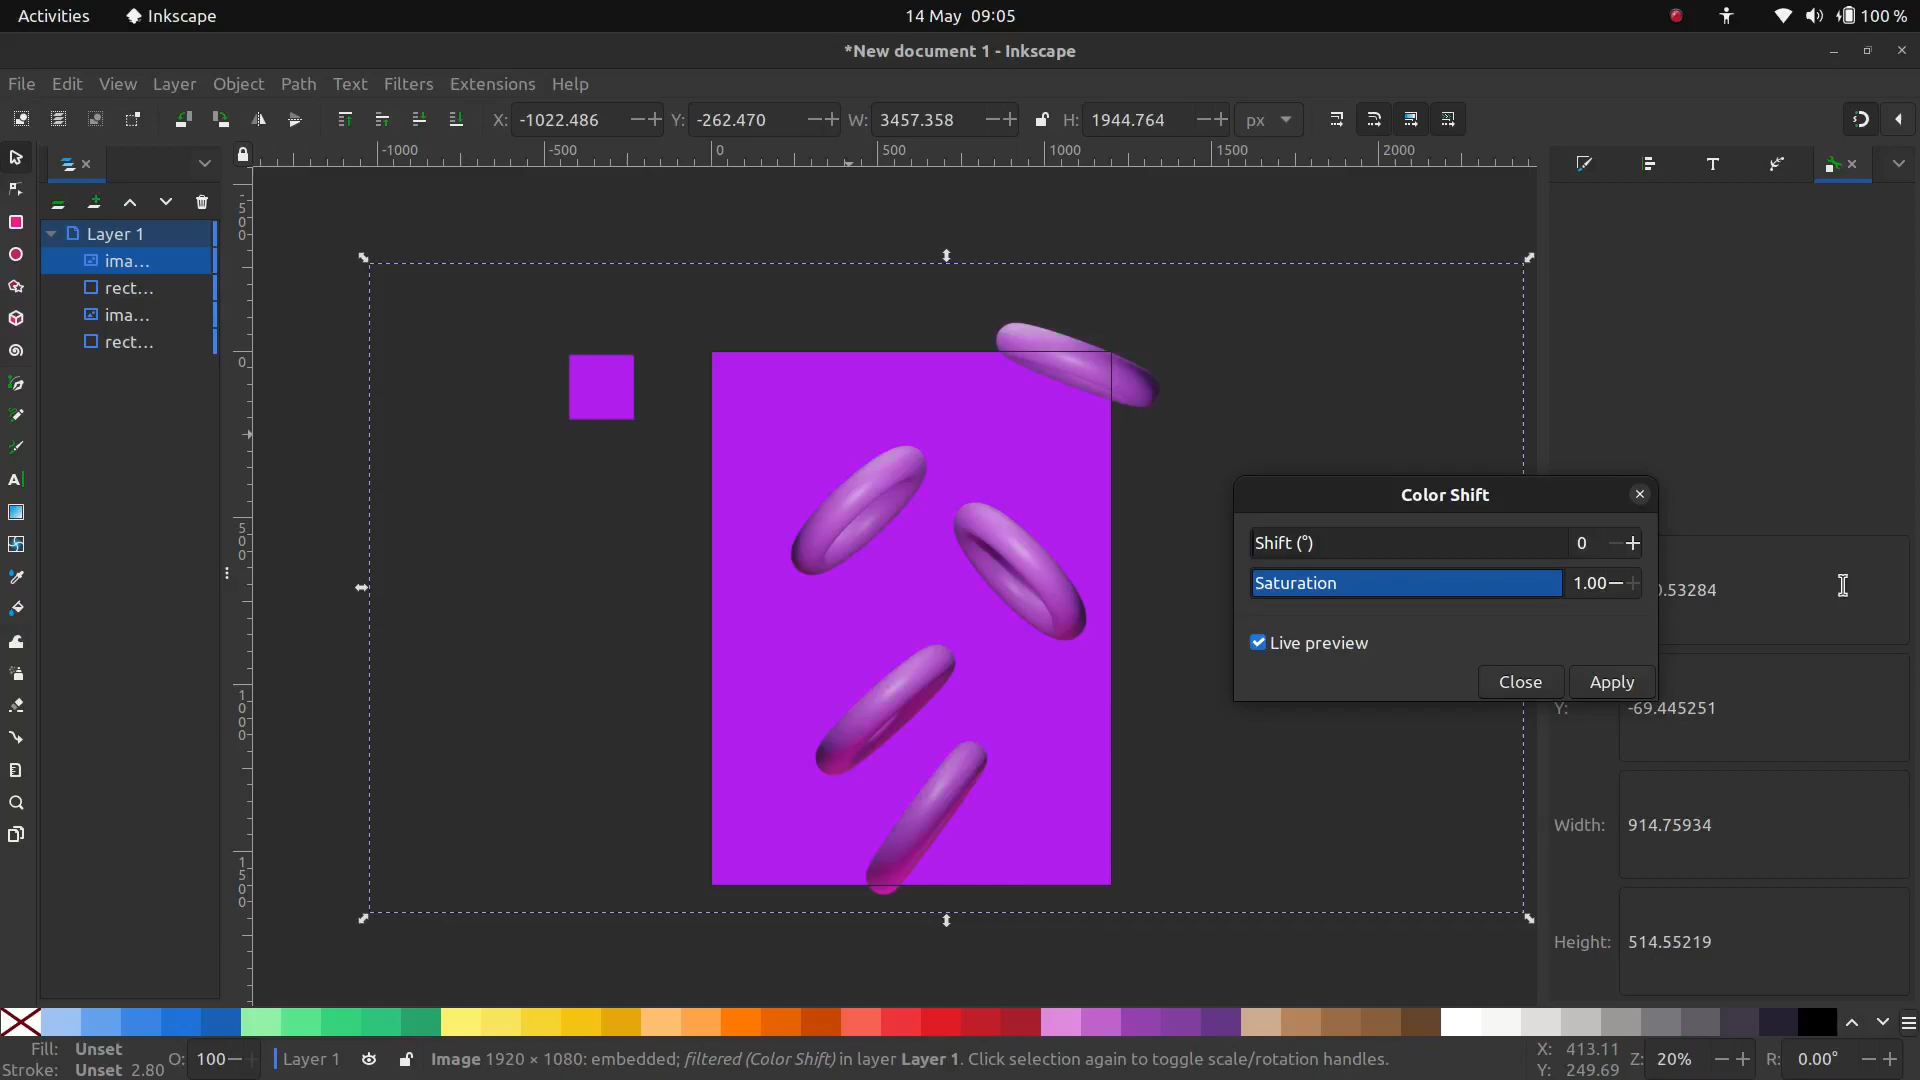 Activities Inkscape 14 May 09:05 100 %
*New document 1 - Inkscape
File Edit View Layer Object Path Text Filters Extensions Help
X: -1022.486 Y: -262.470 W: 3457.358 H: 1944.764 px
-1000 -500 0 500 1000 1500 2000
Layer 1
ima...
rect...
ima...
rect...
0
500
1000
1500
Color Shift
Shift (°) 0
Saturation 1.00
Live preview
Close Apply
0.53284
Y: -69.445251
Width: 914.75934
Height: 514.55219
Fill: Unset
Stroke: Unset 2.80
O: 100
Layer 1
Image 1920 × 1080: embedded; filtered (Color Shift) in layer Layer 1. Click selection again to toggle scale/rotation handles.
X: 413.11
Y: 249.69
Z: 20%
R: 0.00°